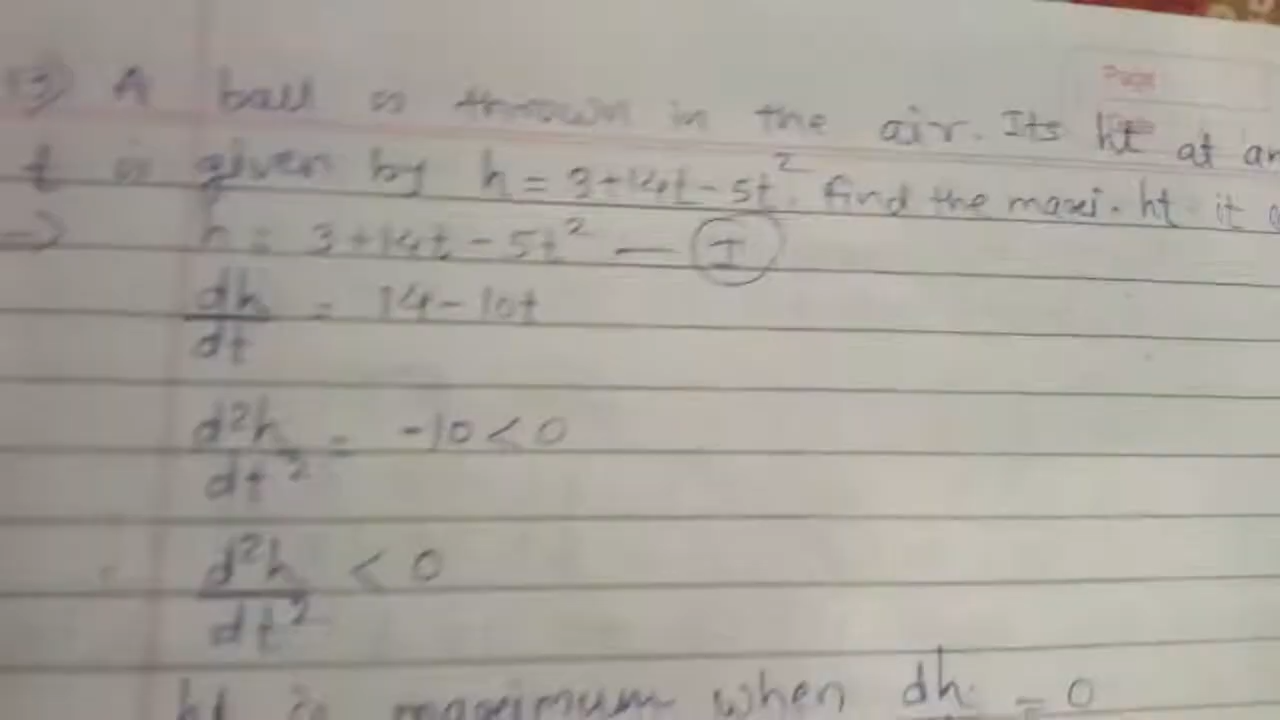 Page
13) A ball is thrown in the air. Its ht at an
t is given by h = 3+14t-5t². find the maxi. ht it
→ h = 3+14t-5t² — (I)
dh/dt = 14-10t
d²h/dt² = -10<0
d²h/dt² < 0
ht is maximum when dh = 0